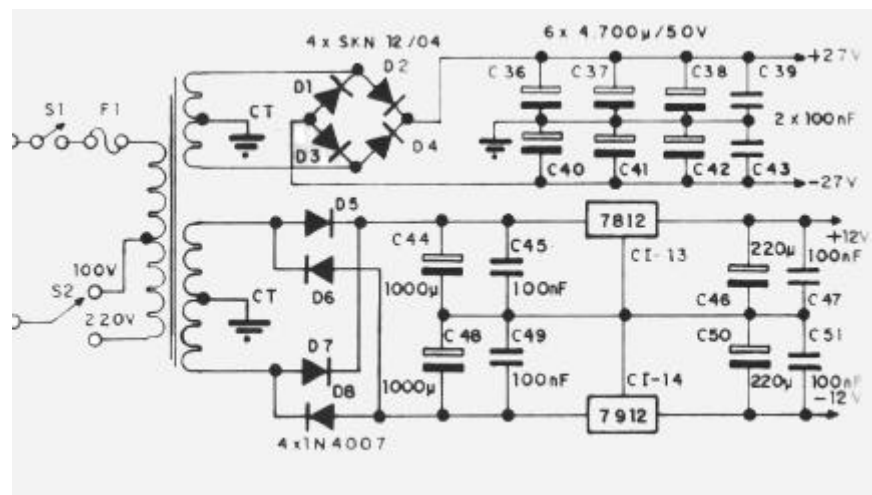 4 x SKN 12/04
6 x 4.700µ/50V
D2
+27V
C36
C37
C38
C39
D1
S1
F1
CT
2 x 100nF
D3
D4
C40
C41
C42
C43
-27V
D5
7812
+12V
C44
C45
CI-13
220µ
100nF
100V
S2
CT
D6
1000µ
100nF
C46
C47
220V
C48
C49
C50
C51
D7
D8
1000µ
100nF
CI-14
220µ
100nF
-12V
7912
4x1N4007